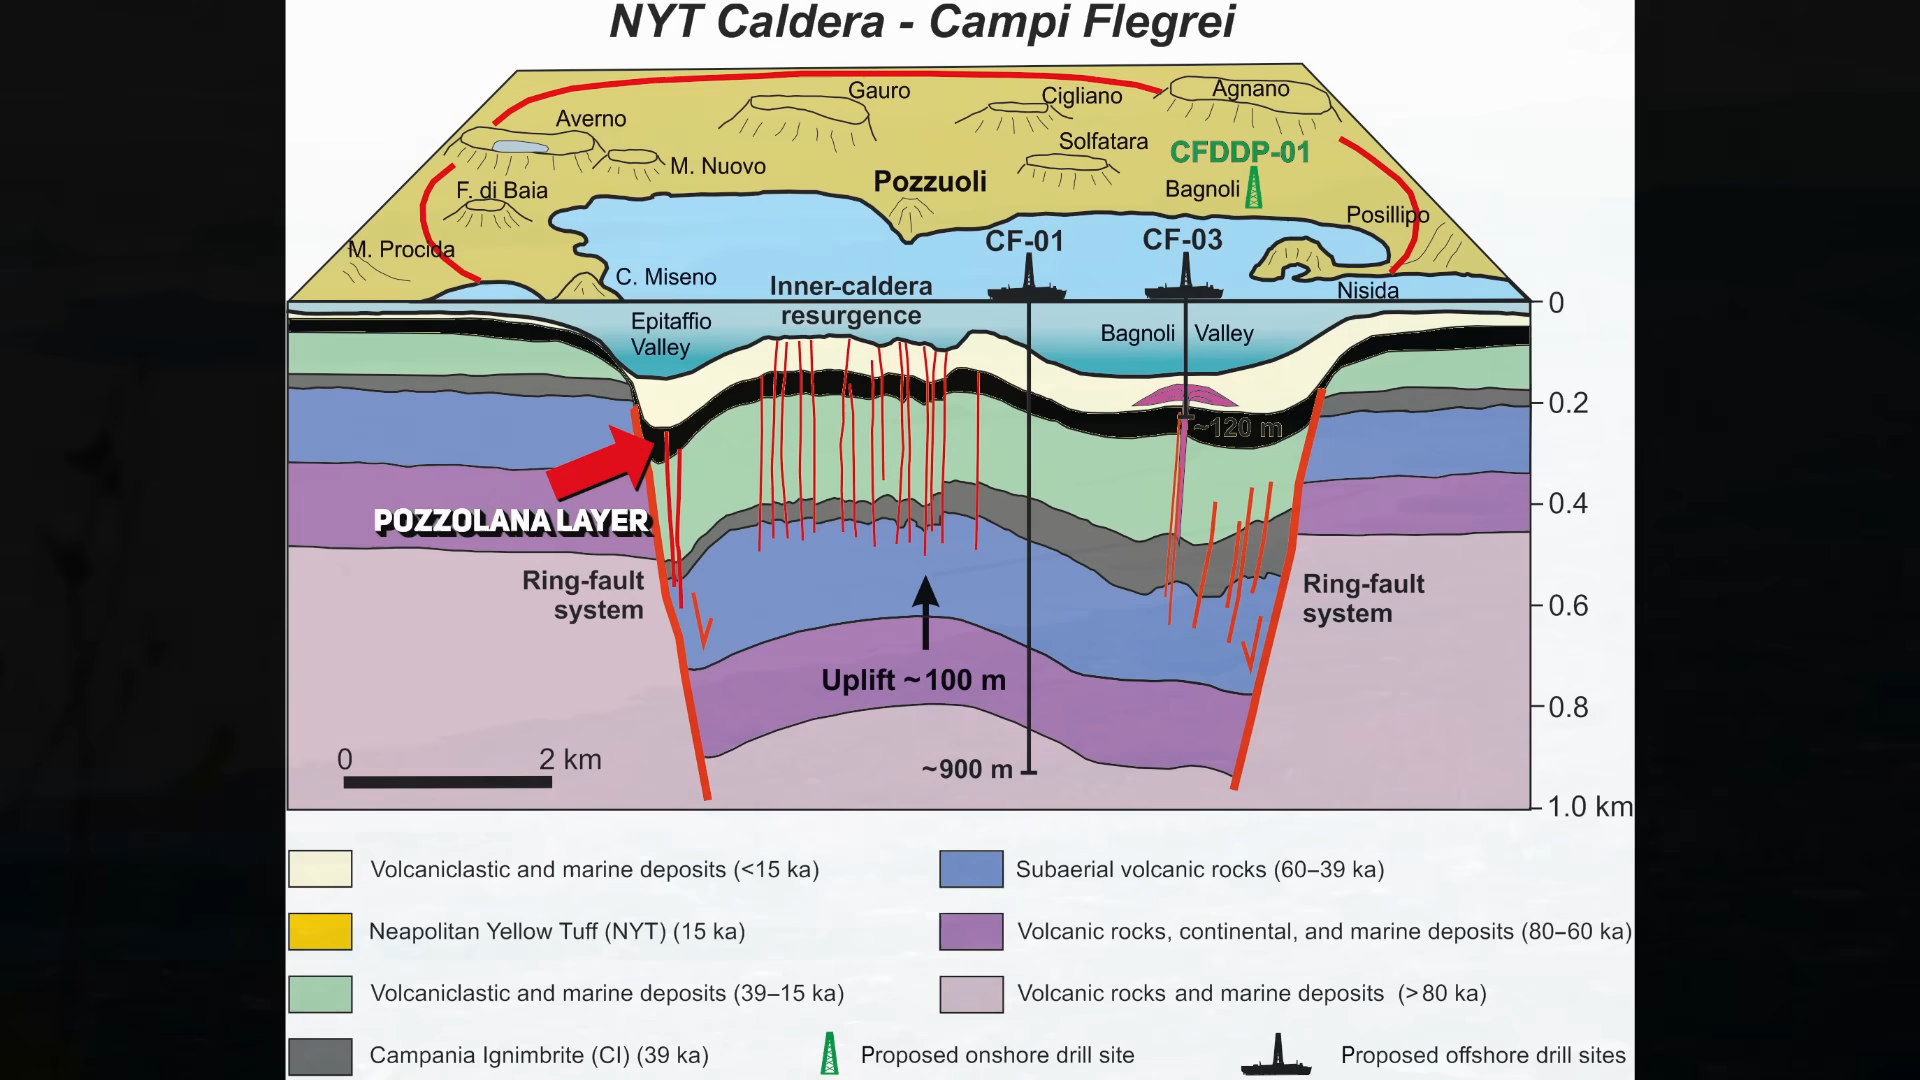 NYT Caldera - Campi Flegrei
Gauro
Cigliano
Agnano
Averno
Solfatara
CFDDP-01
M. Nuovo
Pozzuoli
Bagnoli
F. di Baia
Posillipo
M. Procida
CF-01
CF-03
C. Miseno
Inner-caldera
resurgence
Nisida
0
Epitaffio
Valley
Bagnoli Valley
0.2
~120 m
0.4
POZZOLANA LAYER
Ring-fault
system
Ring-fault
system
0.6
Uplift ~100 m
0.8
0 2 km
~900 m
1.0 km
Volcaniclastic and marine deposits (<15 ka)
Subaerial volcanic rocks (60–39 ka)
Neapolitan Yellow Tuff (NYT) (15 ka)
Volcanic rocks, continental, and marine deposits (80–60 ka)
Volcaniclastic and marine deposits (39–15 ka)
Volcanic rocks and marine deposits (>80 ka)
Campania Ignimbrite (CI) (39 ka)
Proposed onshore drill site
Proposed offshore drill sites